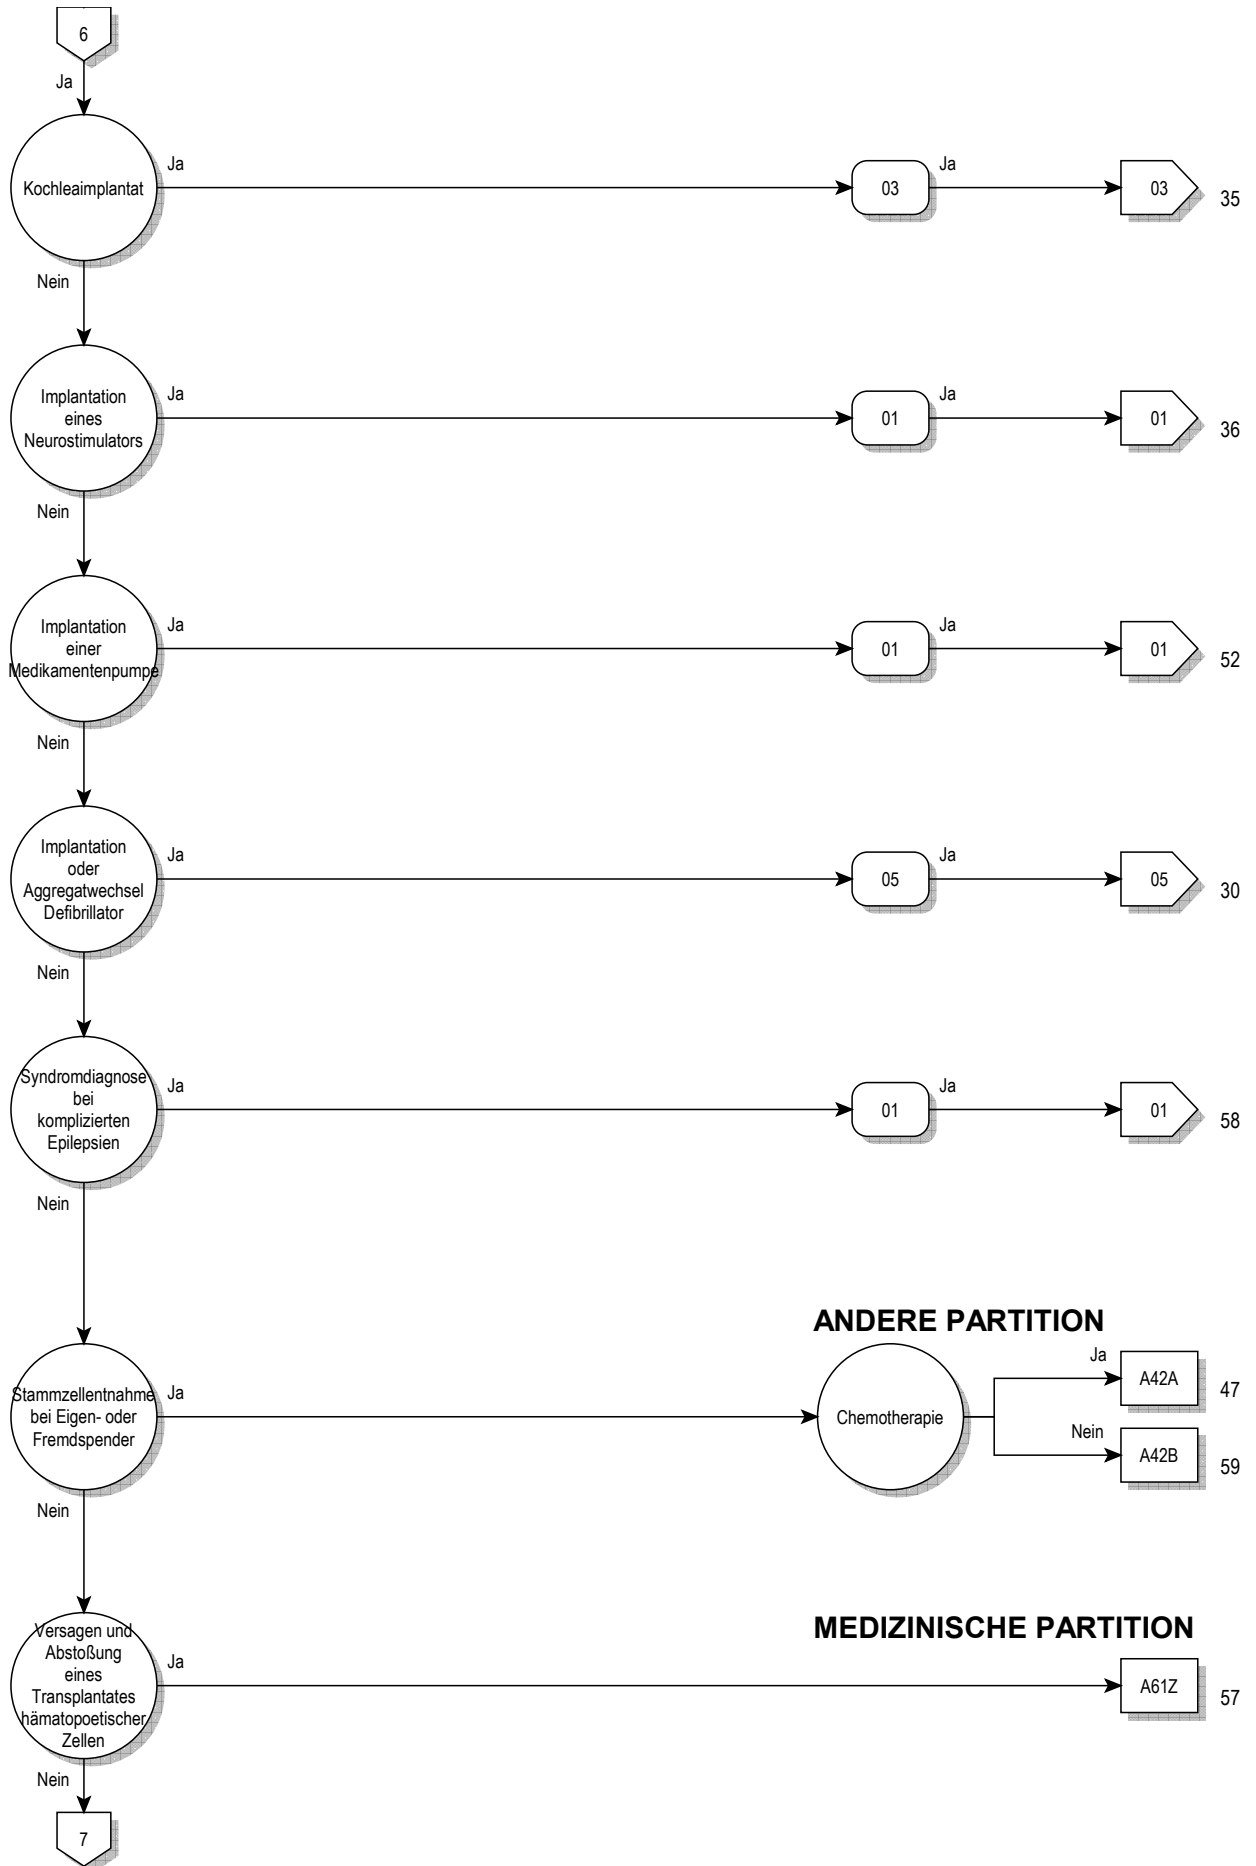 6
Ja
Kochleaimplantat
Ja
03
Ja
03
35
Nein
Implantation
eines
Neurostimulators
Ja
01
Ja
01
36
Nein
Implantation
einer
Medikamentenpumpe
Ja
01
Ja
01
52
Nein
Implantation
oder
Aggregatwechsel
Defibrillator
Ja
05
Ja
05
30
Nein
Syndromdiagnose
bei
komplizierten
Epilepsien
Ja
01
Ja
01
58
Nein
ANDERE PARTITION
Stammzellentnahme
bei Eigen- oder
Fremdspender
Ja
Chemotherapie
Ja
A42A
47
Nein
A42B
59
Nein
MEDIZINISCHE PARTITION
Versagen und
Abstoßung
eines
Transplantates
hämatopoetischer
Zellen
Ja
A61Z
57
Nein
7